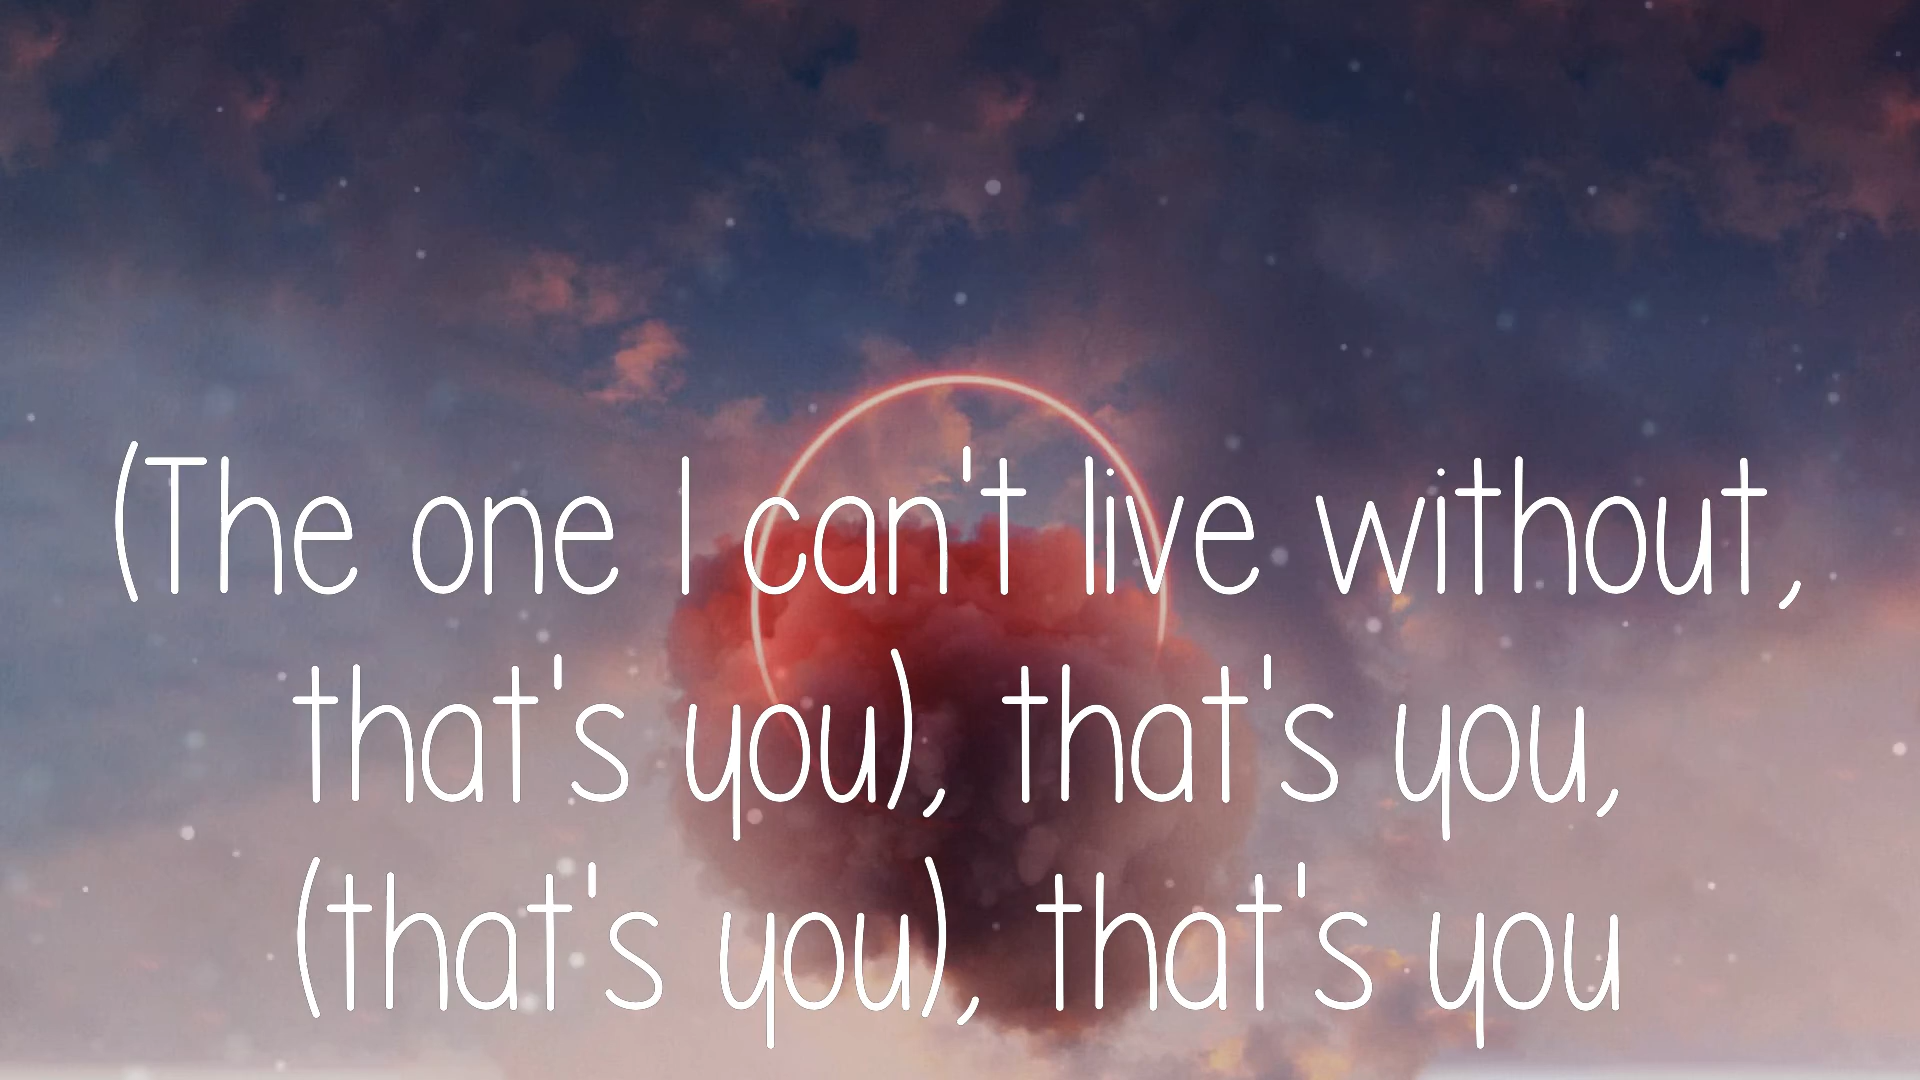 (The one I can't live without,
that's you), that's you,
(that's you), that's you